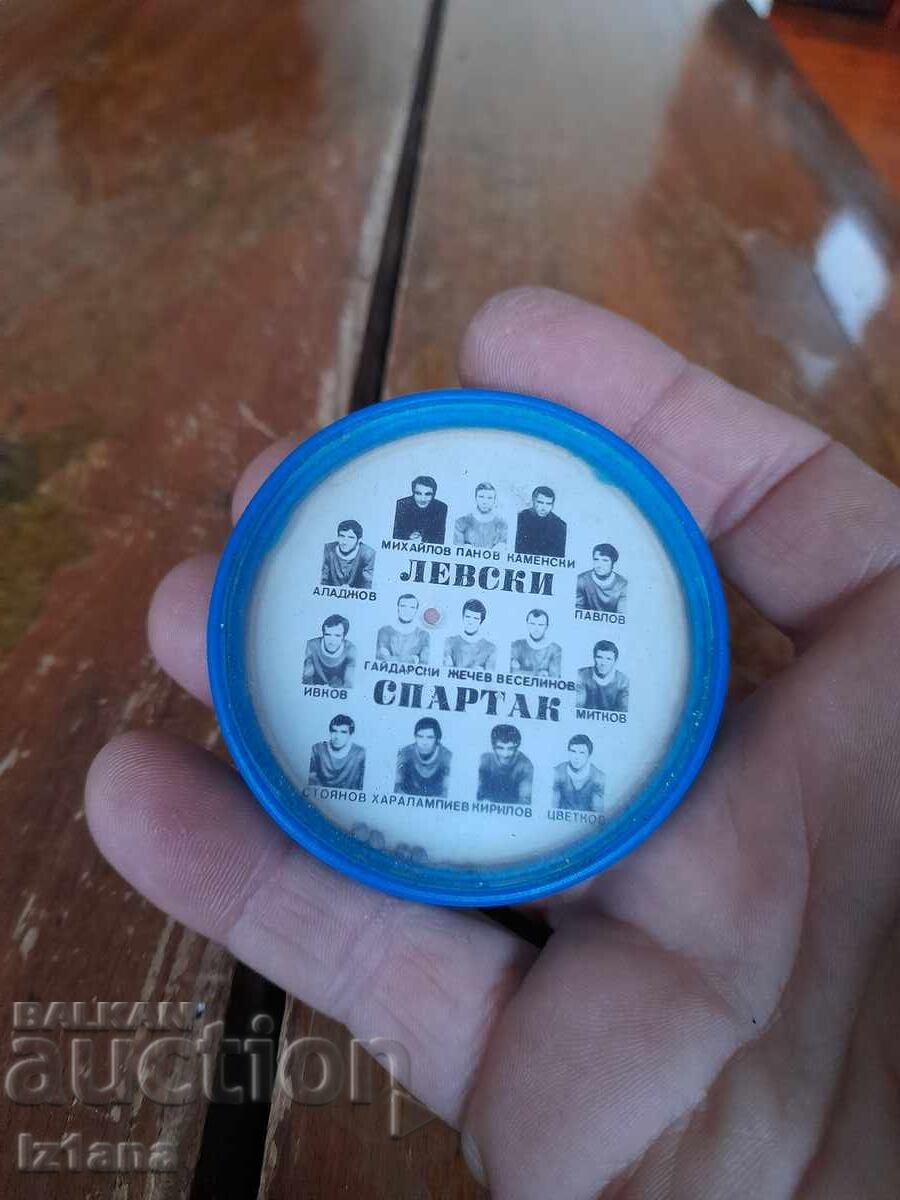 МИХАЙЛОВ ПАНОВ КАМЕНСКИ
ЛЕВСКИ
АЛАДЖОВ
ПАВЛОВ
ГАЙДАРСКИ ЖЕЧЕВ ВЕСЕЛИНОВ
ИВКОВ
СПАРТАК
МИТКОВ
СТОЯНОВ ХАРАЛАМПИЕВ КИРИЛОВ ЦВЕТКОВ
BALKAN
auction
Iz1ana